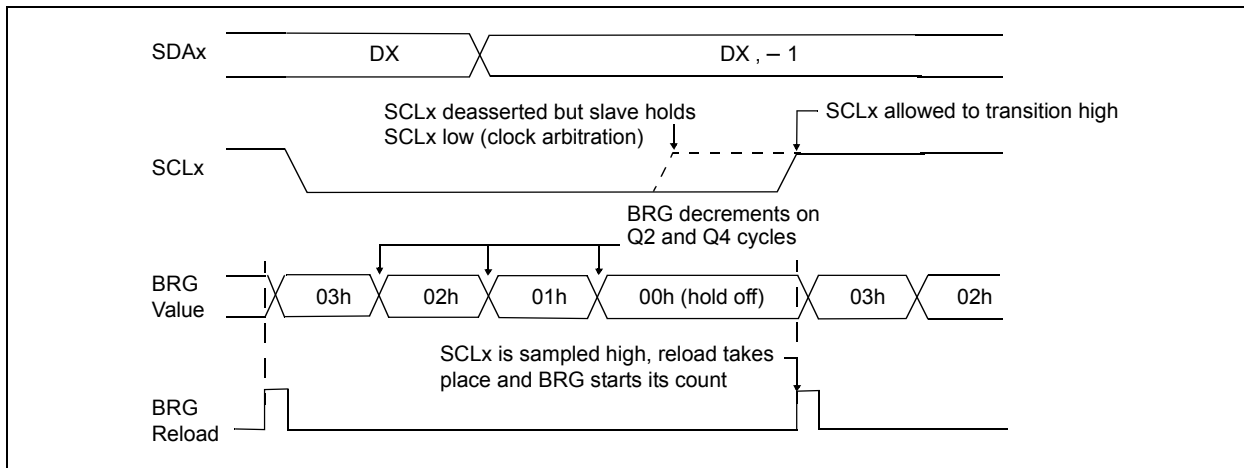 SDAx
DX
DX , – 1
SCLx deasserted but slave holds
SCLx low (clock arbitration)
SCLx allowed to transition high
SCLx
BRG decrements on
Q2 and Q4 cycles
BRG
Value
03h
02h
01h
00h (hold off)
03h
02h
SCLx is sampled high, reload takes
place and BRG starts its count
BRG
Reload